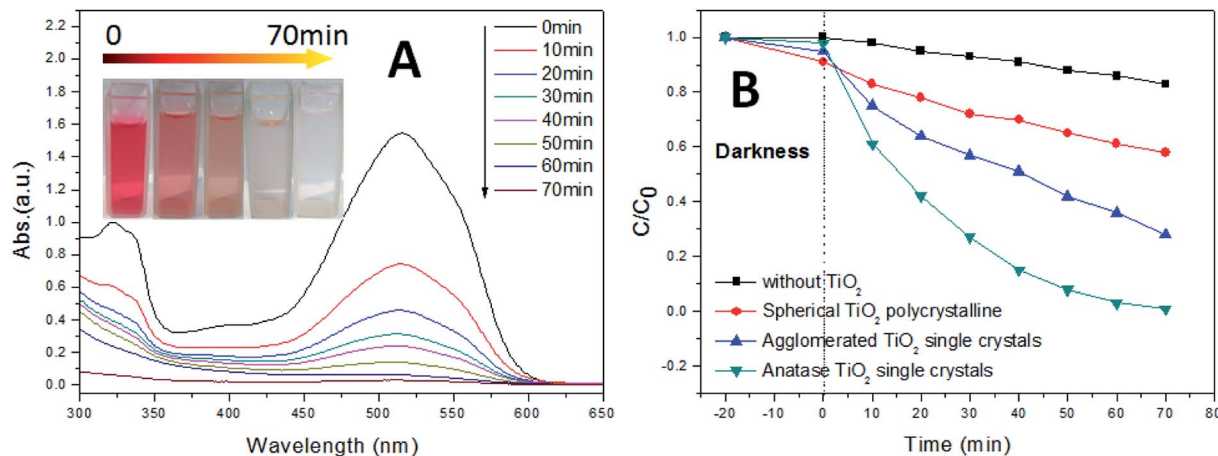 0
70min
A
0min
10min
20min
30min
40min
50min
60min
70min
2.2
2.0
1.8
1.6
1.4
1.2
1.0
0.8
0.6
0.4
0.2
0.0
Abs.(a.u.)
300 350 400 450 500 550 600 650
Wavelength (nm)
B
Darkness
1.0
0.8
0.6
0.4
0.2
0.0
-0.2
C/C₀
without TiO₂
Spherical TiO₂ polycrystalline
Agglomerated TiO₂ single crystals
Anatase TiO₂ single crystals
-20 -10 0 10 20 30 40 50 60 70 80
Time (min)